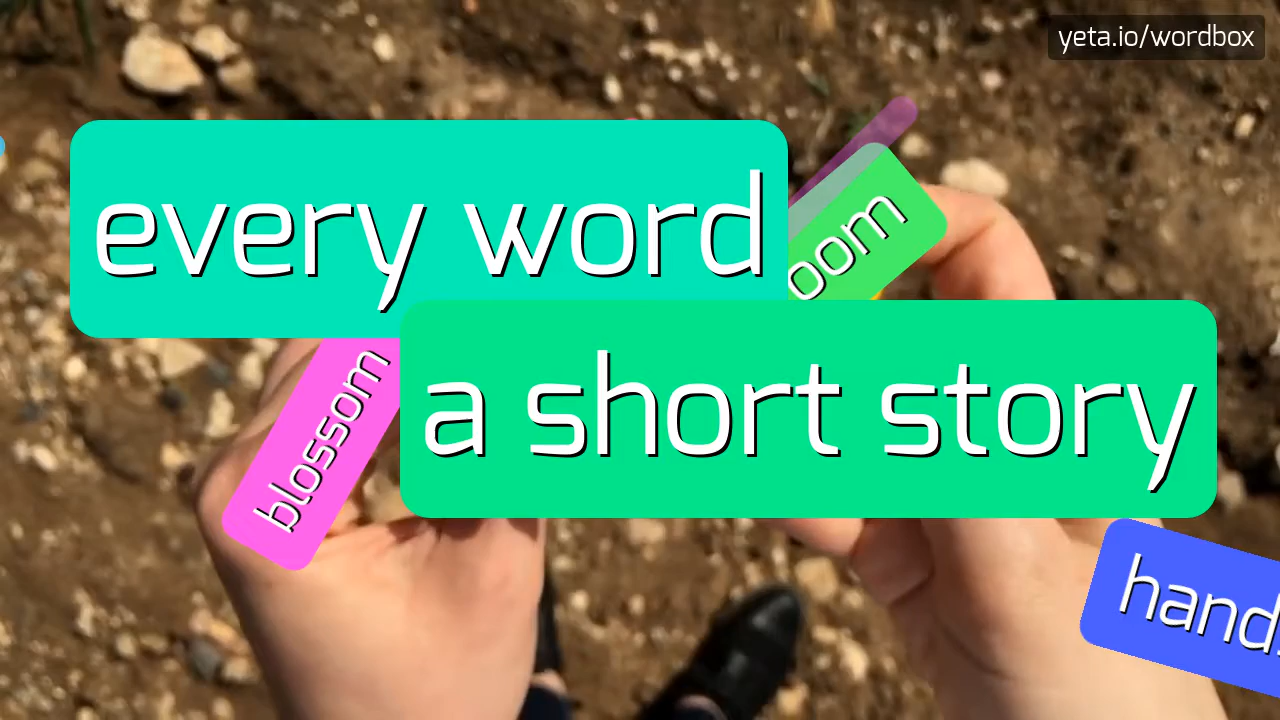 yeta.io/wordbox
every word
oom
a short story
blossom
hand